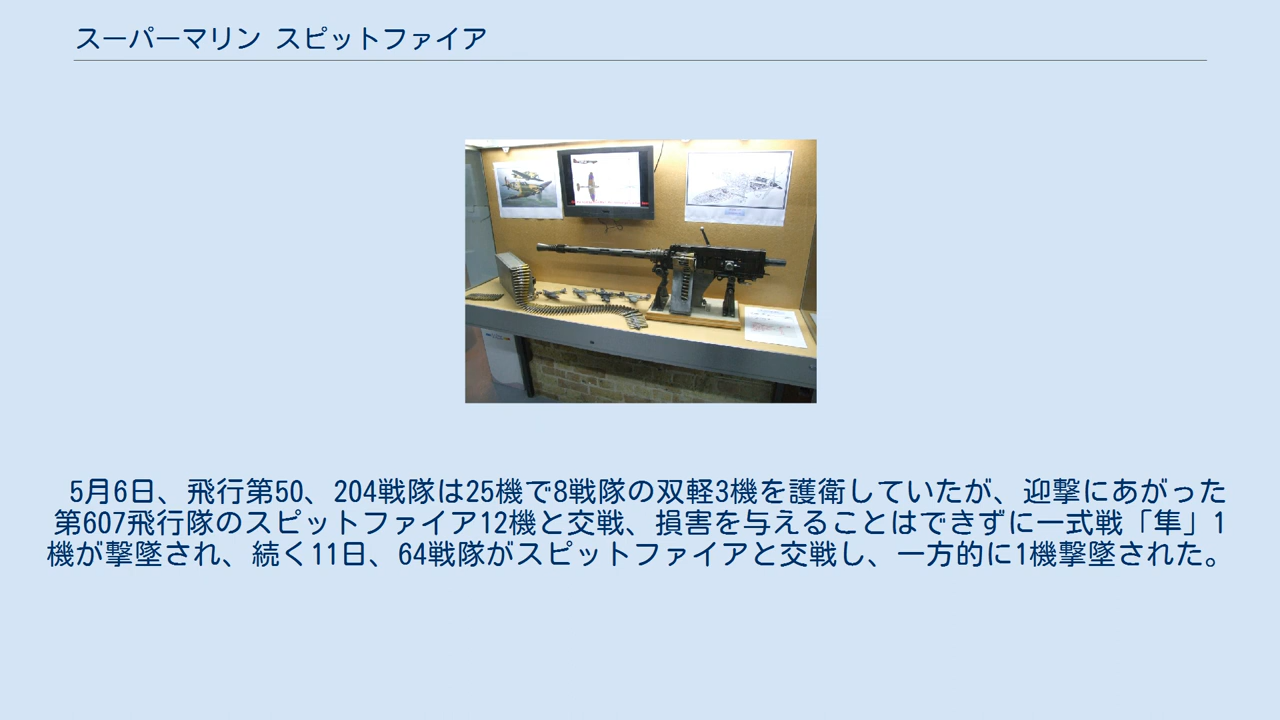 スーパーマリン スピットファイア
5月6日、飛行第50、204戦隊は25機で8戦隊の双軽3機を護衛していたが、迎撃にあがった
第607飛行隊のスピットファイア12機と交戦、損害を与えることはできずに一式戦「隼」1
機が撃墜され、続く11日、64戦隊がスピットファイアと交戦し、一方的に1機撃墜された。